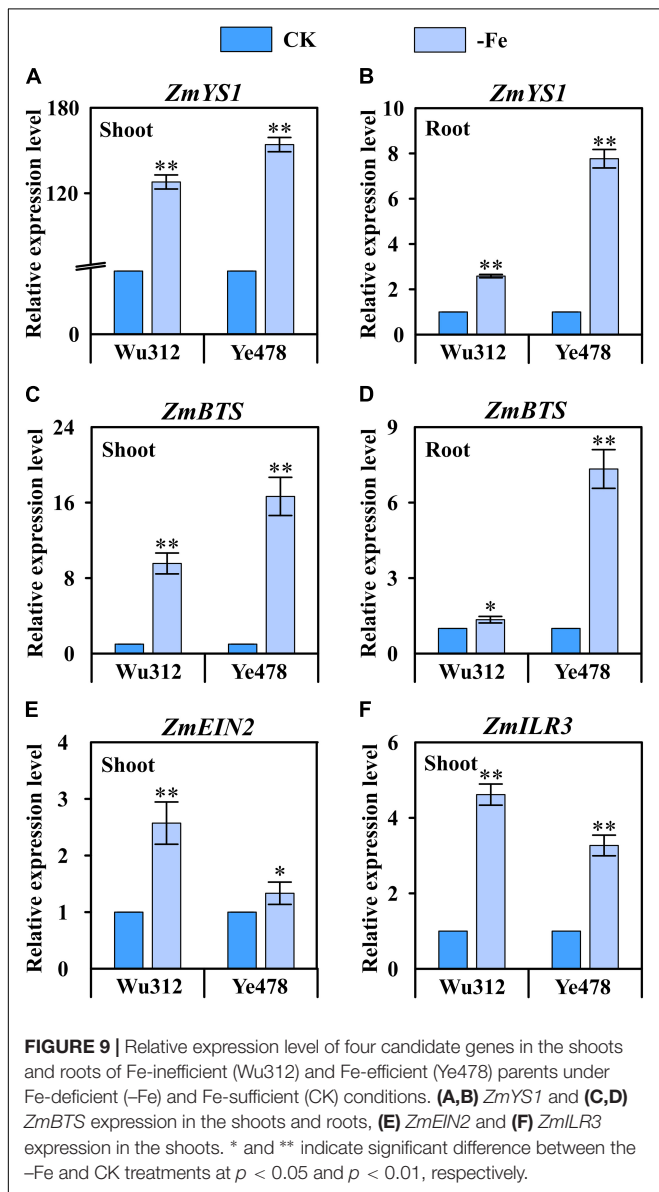 CK -Fe
A B
ZmYS1 ZmYS1
180 10
Shoot Root
** ** ** **
8
120 6
4
2
0 0
Relative expression level Relative expression level
Wu312 Ye478 Wu312 Ye478
C D
ZmBTS ZmBTS
24 9
Shoot Root
** ** * **
16 6
8 3
0 0
Relative expression level Relative expression level
Wu312 Ye478 Wu312 Ye478
E F
ZmEIN2 ZmILR3
4 6
Shoot Shoot
** * ** **
3 4
2
1 2
0 0
Relative expression level Relative expression level
Wu312 Ye478 Wu312 Ye478
FIGURE 9 | Relative expression level of four candidate genes in the shoots
and roots of Fe-inefficient (Wu312) and Fe-efficient (Ye478) parents under
Fe-deficient (–Fe) and Fe-sufficient (CK) conditions. (A,B) ZmYS1 and (C,D)
ZmBTS expression in the shoots and roots, (E) ZmEIN2 and (F) ZmILR3
expression in the shoots. * and ** indicate significant difference between the
–Fe and CK treatments at p < 0.05 and p < 0.01, respectively.